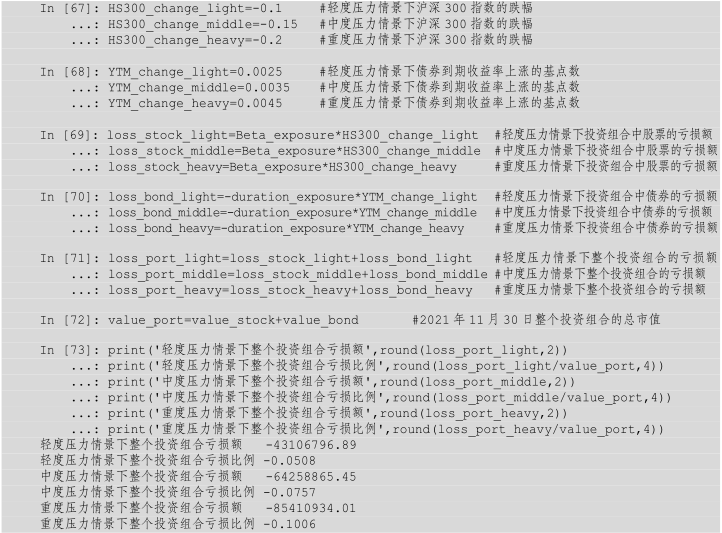 In [67]: HS300_change_light=-0.1 #轻度压力情景下沪深 300 指数的跌幅
...: HS300_change_middle=-0.15 #中度压力情景下沪深 300 指数的跌幅
...: HS300_change_heavy=-0.2 #重度压力情景下沪深 300 指数的跌幅
In [68]: YTM_change_light=0.0025 #轻度压力情景下债券到期收益率上涨的基点数
...: YTM_change_middle=0.0035 #中度压力情景下债券到期收益率上涨的基点数
...: YTM_change_heavy=0.0045 #重度压力情景下债券到期收益率上涨的基点数
In [69]: loss_stock_light=Beta_exposure*HS300_change_light #轻度压力情景下投资组合中股票的亏损额
...: loss_stock_middle=Beta_exposure*HS300_change_middle #中度压力情景下投资组合中股票的亏损额
...: loss_stock_heavy=Beta_exposure*HS300_change_heavy #重度压力情景下投资组合中股票的亏损额
In [70]: loss_bond_light=-duration_exposure*YTM_change_light #轻度压力情景下投资组合中债券的亏损额
...: loss_bond_middle=-duration_exposure*YTM_change_middle #中度压力情景下投资组合中债券的亏损额
...: loss_bond_heavy=-duration_exposure*YTM_change_heavy #重度压力情景下投资组合中债券的亏损额
In [71]: loss_port_light=loss_stock_light+loss_bond_light #轻度压力情景下整个投资组合的亏损额
...: loss_port_middle=loss_stock_middle+loss_bond_middle #中度压力情景下整个投资组合的亏损额
...: loss_port_heavy=loss_stock_heavy+loss_bond_heavy #重度压力情景下整个投资组合的亏损额
In [72]: value_port=value_stock+value_bond #2021 年 11 月 30 日整个投资组合的总市值
In [73]: print('轻度压力情景下整个投资组合亏损额',round(loss_port_light,2))
...: print('轻度压力情景下整个投资组合亏损比例',round(loss_port_light/value_port,4))
...: print('中度压力情景下整个投资组合亏损额',round(loss_port_middle,2))
...: print('中度压力情景下整个投资组合亏损比例',round(loss_port_middle/value_port,4))
...: print('重度压力情景下整个投资组合亏损额',round(loss_port_heavy,2))
...: print('重度压力情景下整个投资组合亏损比例',round(loss_port_heavy/value_port,4))
轻度压力情景下整个投资组合亏损额 -43106796.89
轻度压力情景下整个投资组合亏损比例 -0.0508
中度压力情景下整个投资组合亏损额 -64258865.45
中度压力情景下整个投资组合亏损比例 -0.0757
重度压力情景下整个投资组合亏损额 -85410934.01
重度压力情景下整个投资组合亏损比例 -0.1006